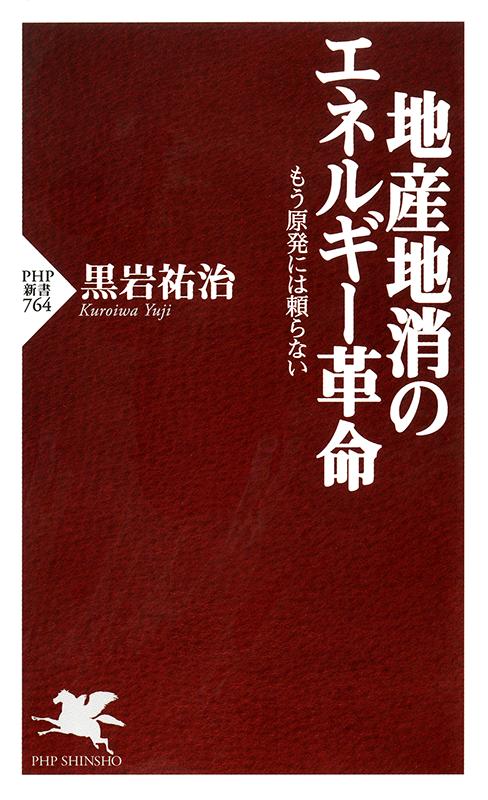 地産地消の
エネルギー革命
もう原発には頼らない
黒岩祐治
Kuroiwa Yuji
PHP
新書
764
PHP SHINSHO